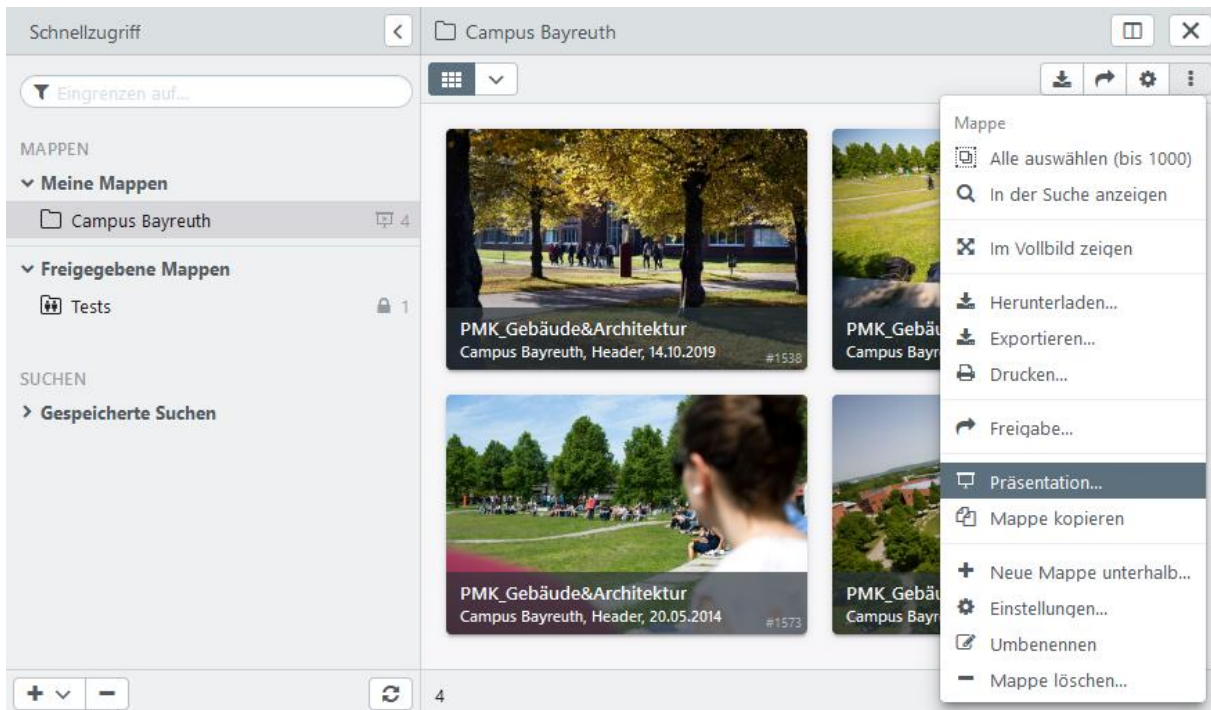 Schnellzugriff
Campus Bayreuth
Eingrenzen auf...
MAPPEN
Meine Mappen
Campus Bayreuth 4
Freigegebene Mappen
Tests 1
SUCHEN
Gespeicherte Suchen
PMK_Gebäude&Architektur
Campus Bayreuth, Header, 14.10.2019 #1538
PMK_Gebäu
Campus Bayr
PMK_Gebäude&Architektur
Campus Bayreuth, Header, 20.05.2014 #1573
PMK_Gebäu
Campus Bayr
4
Mappe
Alle auswählen (bis 1000)
In der Suche anzeigen
Im Vollbild zeigen
Herunterladen...
Exportieren...
Drucken...
Freigabe...
Präsentation...
Mappe kopieren
Neue Mappe unterhalb...
Einstellungen...
Umbenennen
Mappe löschen...